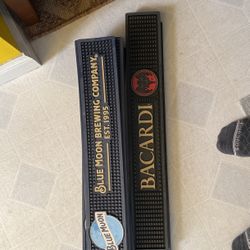 BLUE MOON BREWING COMPANY
EST. 1995
BLUE MOON
BACARDI